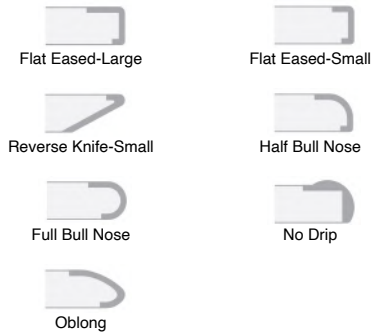 Flat Eased-Large
Flat Eased-Small
Reverse Knife-Small
Half Bull Nose
Full Bull Nose
No Drip
Oblong